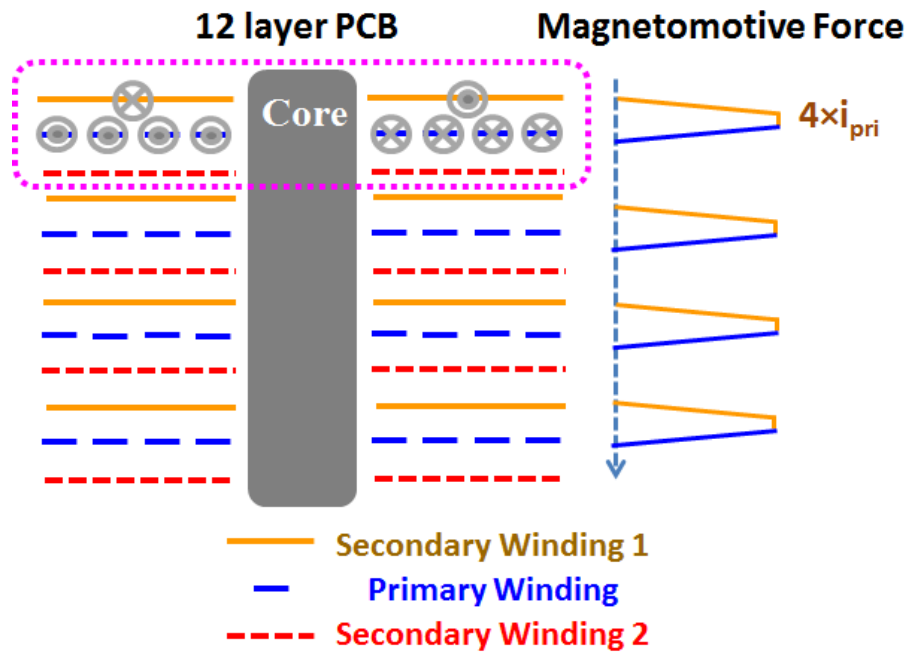 12 layer PCB
Magnetomotive Force
Core
4×ipri
Secondary Winding 1
Primary Winding
Secondary Winding 2